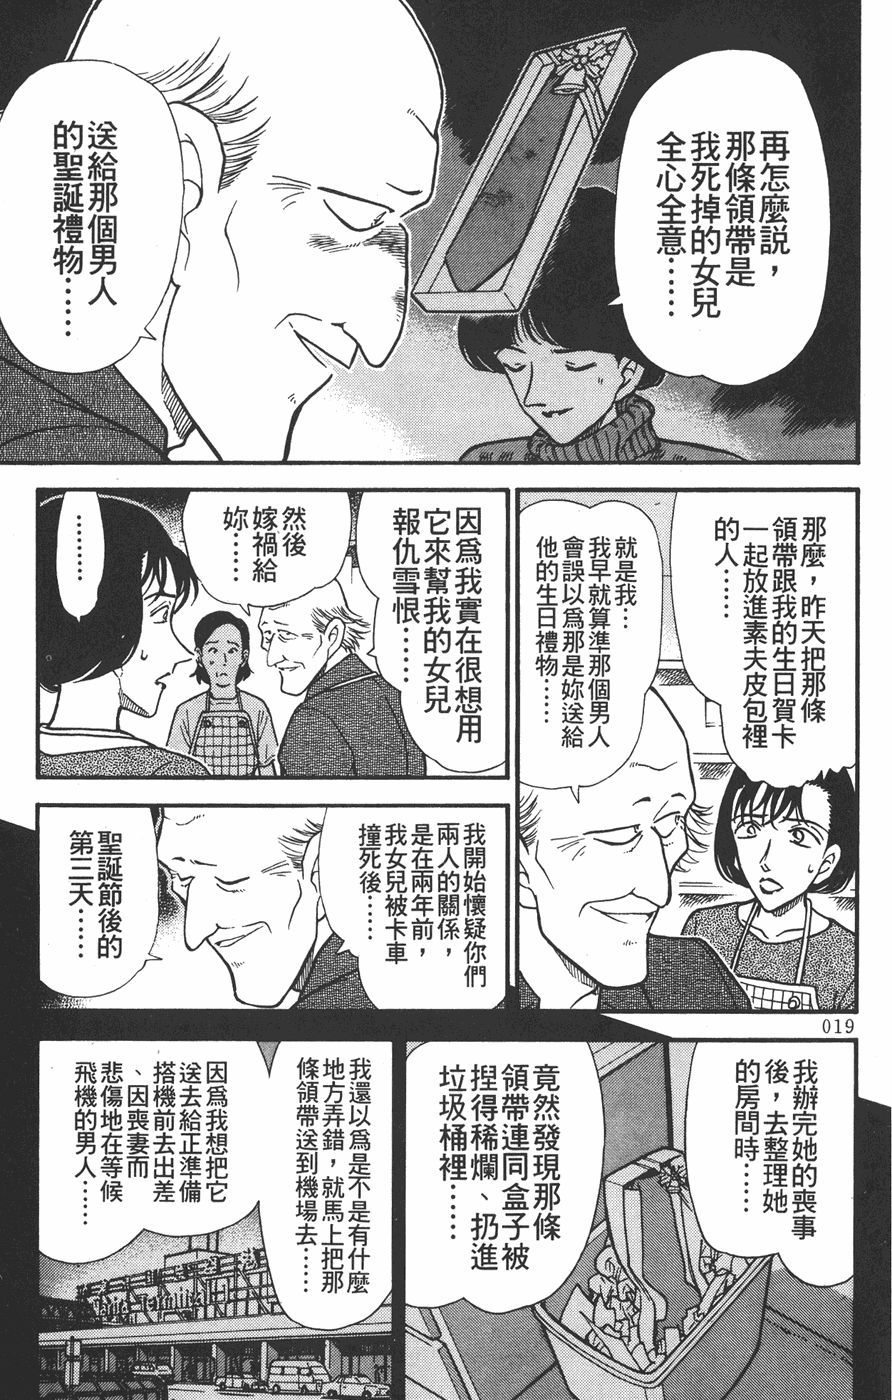 再怎麼說，
那條領帶是
我死掉的女兒
全心全意……
送給那個男人
的聖誕禮物……
那麼，昨天把那條
領帶跟我的生日賀卡
一起放進素夫皮包裡
的人……
就是我…
我早就算準那個男人
會誤以為那是妳送給
他的生日禮物……
因為我實在很想用
它來幫我的女兒
報仇雪恨……
然後
嫁禍給
妳……
………
我開始懷疑你們
兩人的關係，
是在兩年前，
我女兒被卡車
撞死後……
聖誕節後的
第三天……
019
我辦完她的喪事
後，去整理她
的房間時……
竟然發現那條
領帶連同盒子被
捏得稀爛、扔進
垃圾桶裡……
我還以為是不是有什麼
地方弄錯，就馬上把那
條領帶送到機場去……
因為我想把它
送去給正準備
搭機前去出差
、因喪妻而
悲傷地在等候
飛機的男人……